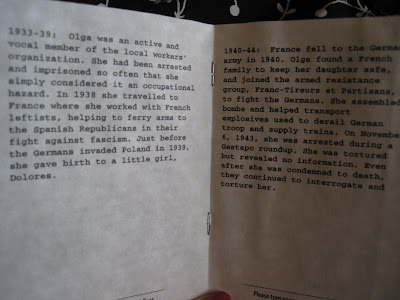 1933-39: Olga was an active and
vocal member of the local workers'
organization. She had been arrested
and imprisoned so often that she
simply considered it an occupational
hazard. In 1938 she travelled to
France where she worked with French
leftists, helping to ferry arms to
the Spanish Republicans in their
fight against fascism. Just before
the Germans invaded Poland in 1939,
she gave birth to a little girl,
Dolores.
1940-44: France fell to the German
army in 1940. Olga found a French
family to keep her daughter safe,
and joined the armed resistance
group, Franc-Tireurs et Partisans,
to fight the Germans. She assembled
bombs and helped transport
explosives used to derail German
troop and supply trains. On November
6, 1943, she was arrested during a
Gestapo roundup. She was tortured
but revealed no information. Even
after she was condemned to death,
they continued to interrogate and
torture her.
Please turn